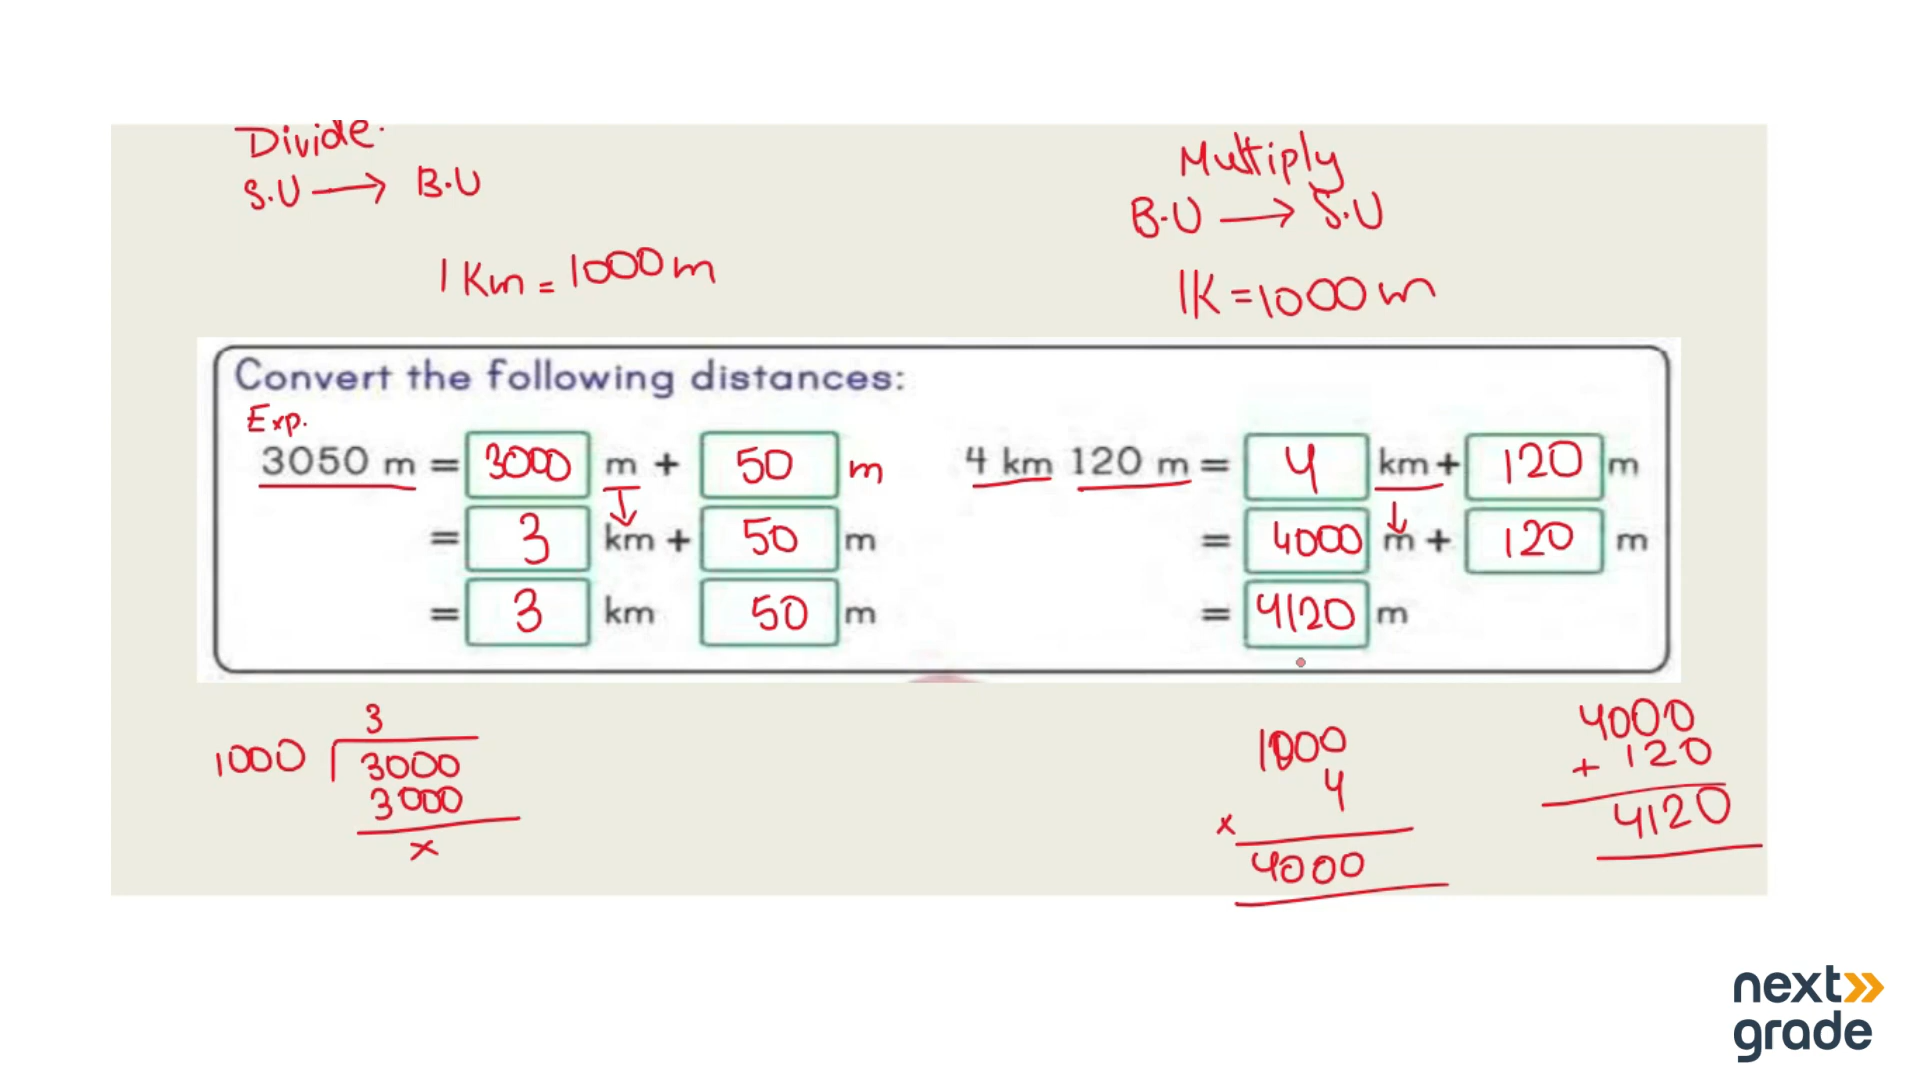 Divide.
S.U → B.U
1 Km = 1000 m
Multiply
B.U → S.U
1K = 1000 m
Convert the following distances:
Exp.
3050 m = 3000 m + 50 m
= 3 km + 50 m
= 3 km 50 m
4 km 120 m = 4 km + 120 m
= 4000 m + 120 m
= 4120 m
3
1000 3000
3000
x
1000
4
x
4000
4000
+ 120
4120
next
grade